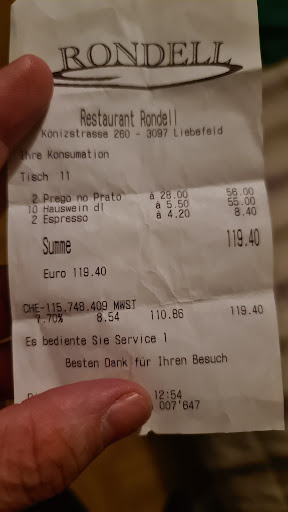 RONDELL
Restaurant Rondell
Könizstrasse 260 - 3097 Liebefeld
Ihre Konsumation
Tisch 11
2 Prego no Prato à 28.00 56.00
10 Hauswein dl à 5.50 55.00
2 Espresso à 4.20 8.40
Summe 119.40
Euro 119.40
CHE-115,748,409 MWST
7.70% 8.54 110.86 119.40
Es bediente Sie Service 1
Besten Dank für Ihren Besuch
12:54
007'647